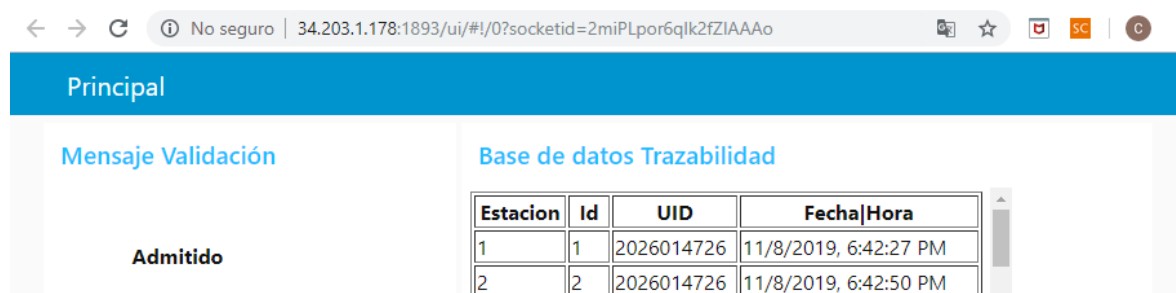 No seguro | 34.203.1.178:1893/ui/#!/0?socketid=2miPLpor6qIk2fZIAAAo
SC
C
Principal
Mensaje Validación
Base de datos Trazabilidad
Estacion Id UID Fecha|Hora
1 1 2026014726 11/8/2019, 6:42:27 PM
Admitido
2 2 2026014726 11/8/2019, 6:42:50 PM